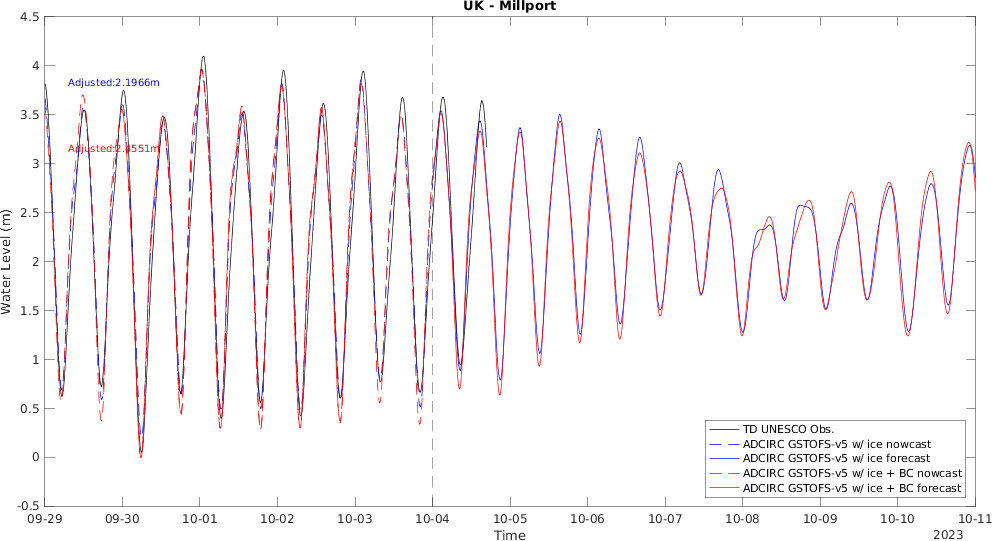 UK - Millport
4.5
4
3.5
3
2.5
2
1.5
1
0.5
0
-0.5
Water Level (m)
Adjusted:2.1966m
Adjusted:2.4551m
TD UNESCO Obs.
ADCIRC GSTOFS-v5 w/ ice nowcast
ADCIRC GSTOFS-v5 w/ ice forecast
ADCIRC GSTOFS-v5 w/ ice + BC nowcast
ADCIRC GSTOFS-v5 w/ ice + BC forecast
09-29 09-30 10-01 10-02 10-03 10-04 10-05 10-06 10-07 10-08 10-09 10-10 10-11
Time
2023